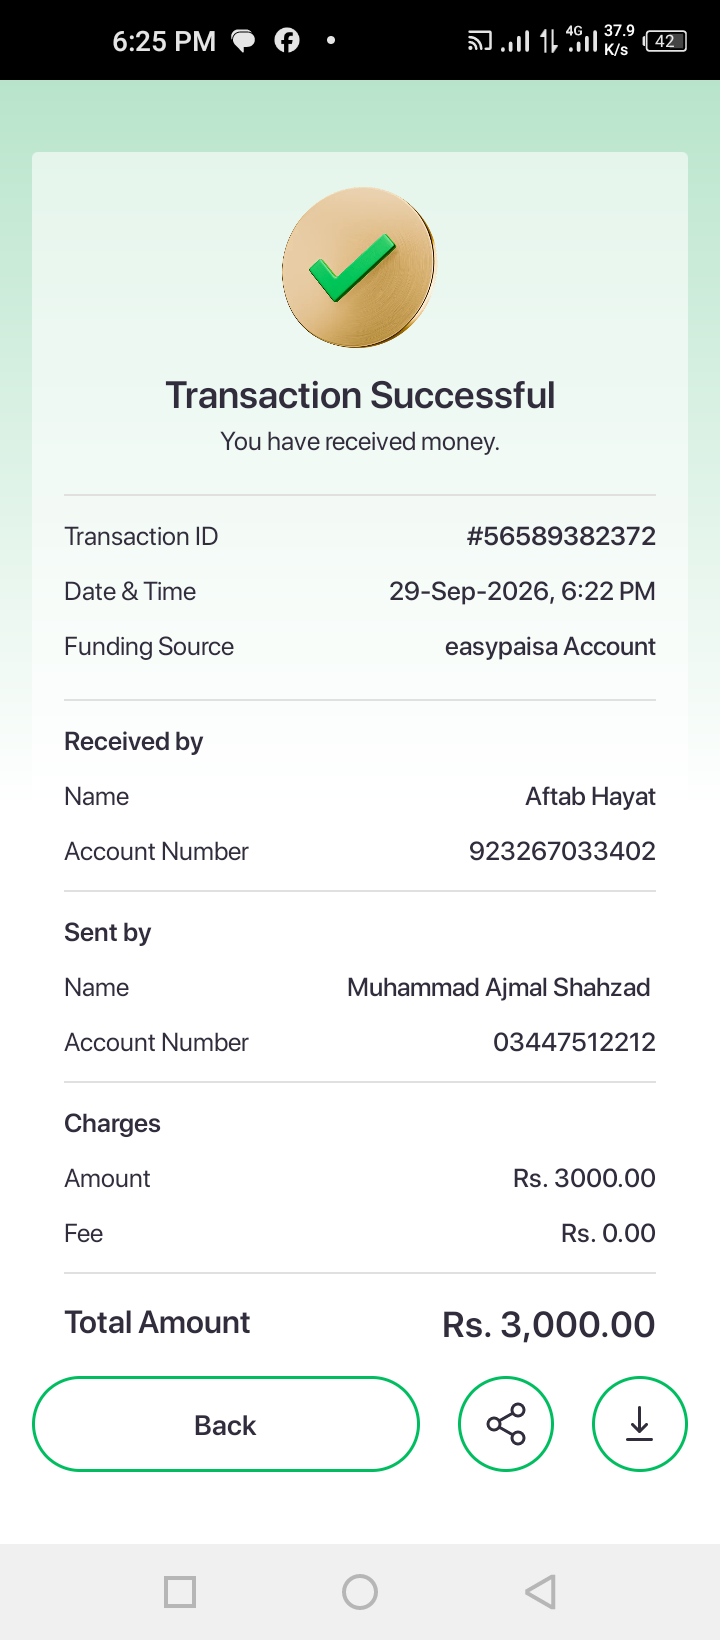 6:25 PM
4G 37.9 K/s 42
Transaction Successful
You have received money.
Transaction ID #56589382372
Date & Time 29-Sep-2026, 6:22 PM
Funding Source easypaisa Account
Received by
Name Aftab Hayat
Account Number 923267033402
Sent by
Name Muhammad Ajmal Shahzad
Account Number 03447512212
Charges
Amount Rs. 3000.00
Fee Rs. 0.00
Total Amount Rs. 3,000.00
Back